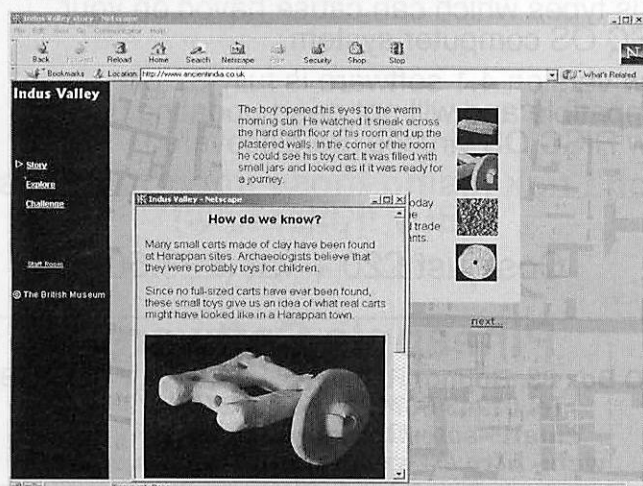 Indus Valley story - Netscape
File Edit View Go Communicator Help
Back Reload Home Search Netscape Security Shop Stop
Bookmarks Location http://www.ancientindia.co.uk What's Related
Indus Valley
Story
Explore
Challenge
Staff Room
© The British Museum
The boy opened his eyes to the warm
morning sun. He watched it sneak across
the hard earth floor of his room and up the
plastered walls. In the corner of the room
he could see his toy cart. It was filled with
small jars and looked as if it was ready for
a journey.
oday
e
d trade
nts.
next...
Indus Valley - Netscape
How do we know?
Many small carts made of clay have been found
at Harappan sites. Archaeologists believe that
they were probably toys for children.
Since no full-sized carts have ever been found,
these small toys give us an idea of what real carts
might have looked like in a Harappan town.